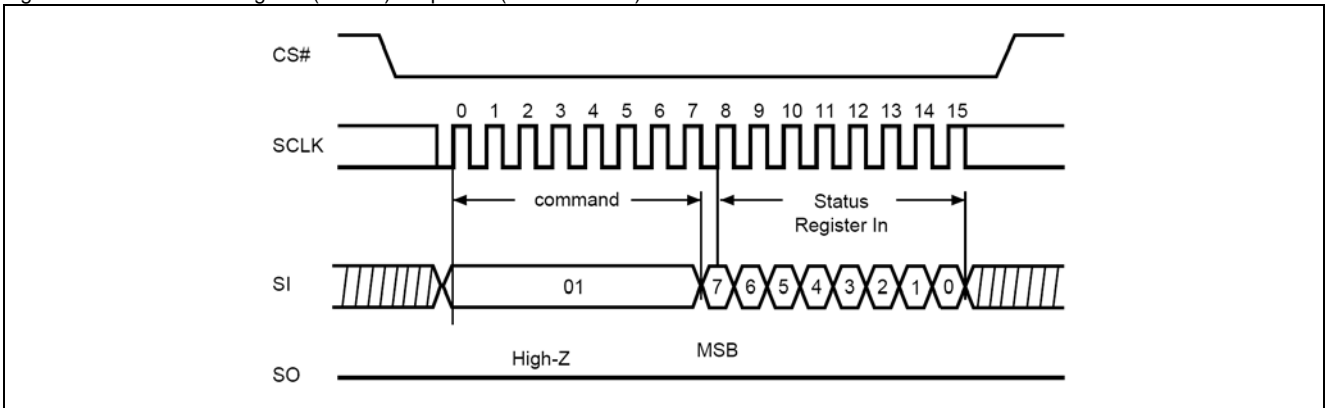 CS#
0 1 2 3 4 5 6 7 8 9 10 11 12 13 14 15
SCLK
command
Status
Register In
SI
01
7 6 5 4 3 2 1 0
High-Z
MSB
SO